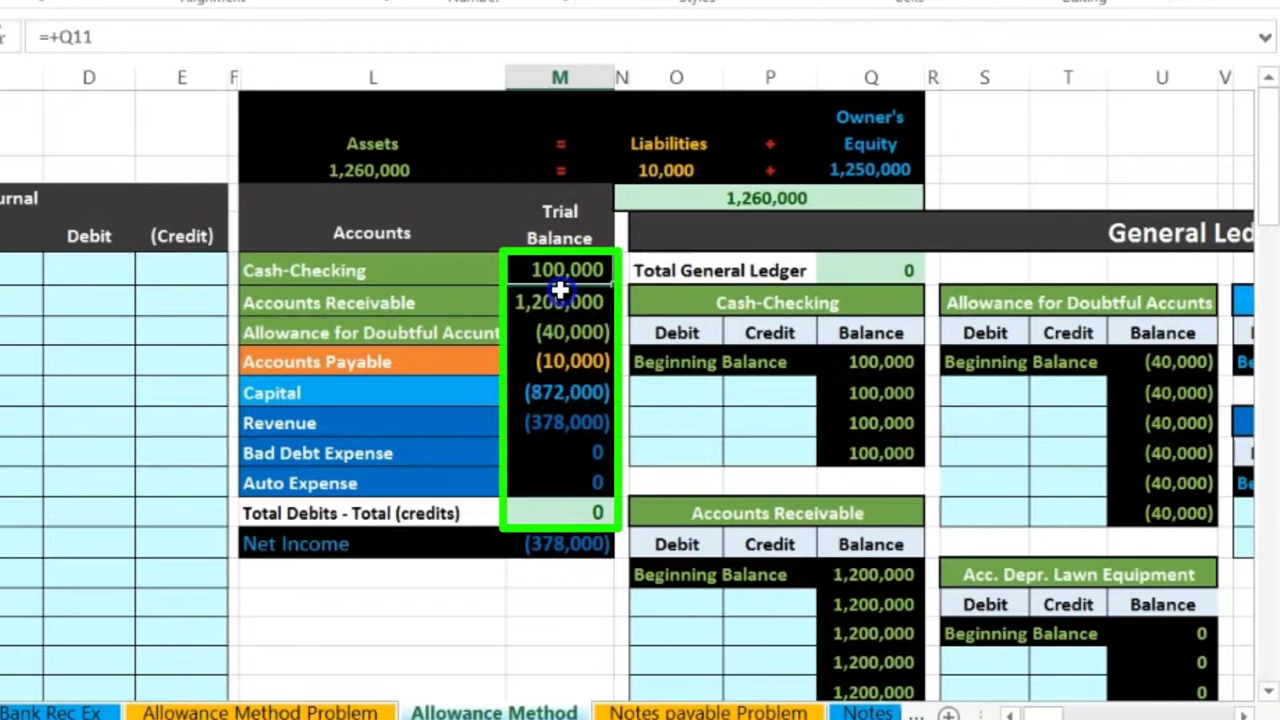 Alignment Number Styles Cells Editing
=+Q11
D E F L M N O P Q R S T U V
Owner's
Assets = Liabilities + Equity
1,260,000 = 10,000 + 1,250,000
urnal 1,260,000
Debit (Credit) Accounts Trial Balance General Led
Cash-Checking 100,000 Total General Ledger 0
Accounts Receivable 1,200,000 Cash-Checking Allowance for Doubtful Accunts
Allowance for Doubtful Accunt (40,000) Debit Credit Balance Debit Credit Balance
Accounts Payable (10,000) Beginning Balance 100,000 Beginning Balance (40,000) Be
Capital (872,000) 100,000 (40,000)
Revenue (378,000) 100,000 (40,000)
Bad Debt Expense 0 100,000 (40,000)
Auto Expense 0 (40,000) Be
Total Debits - Total (credits) 0 Accounts Receivable (40,000)
Net Income (378,000) Debit Credit Balance
Beginning Balance 1,200,000 Acc. Depr. Lawn Equipment
1,200,000 Debit Credit Balance
1,200,000 Beginning Balance 0
1,200,000 0
1,200,000 0
Bank Rec Ex Allowance Method Problem Allowance Method Notes payable Problem Notes ...